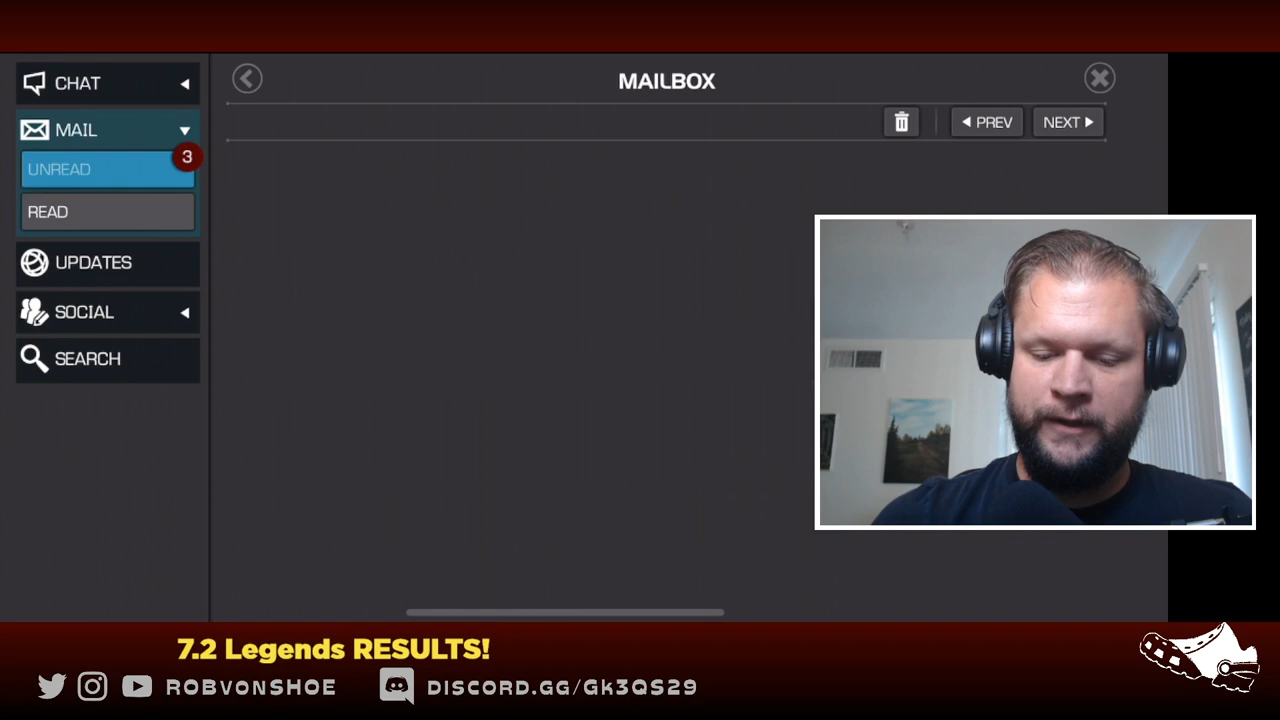 CHAT
MAILBOX
MAIL
PREV
NEXT
3
UNREAD
READ
UPDATES
SOCIAL
SEARCH
7.2 Legends RESULTS!
ROBVONSHOE
DISCORD.GG/GK3QS29